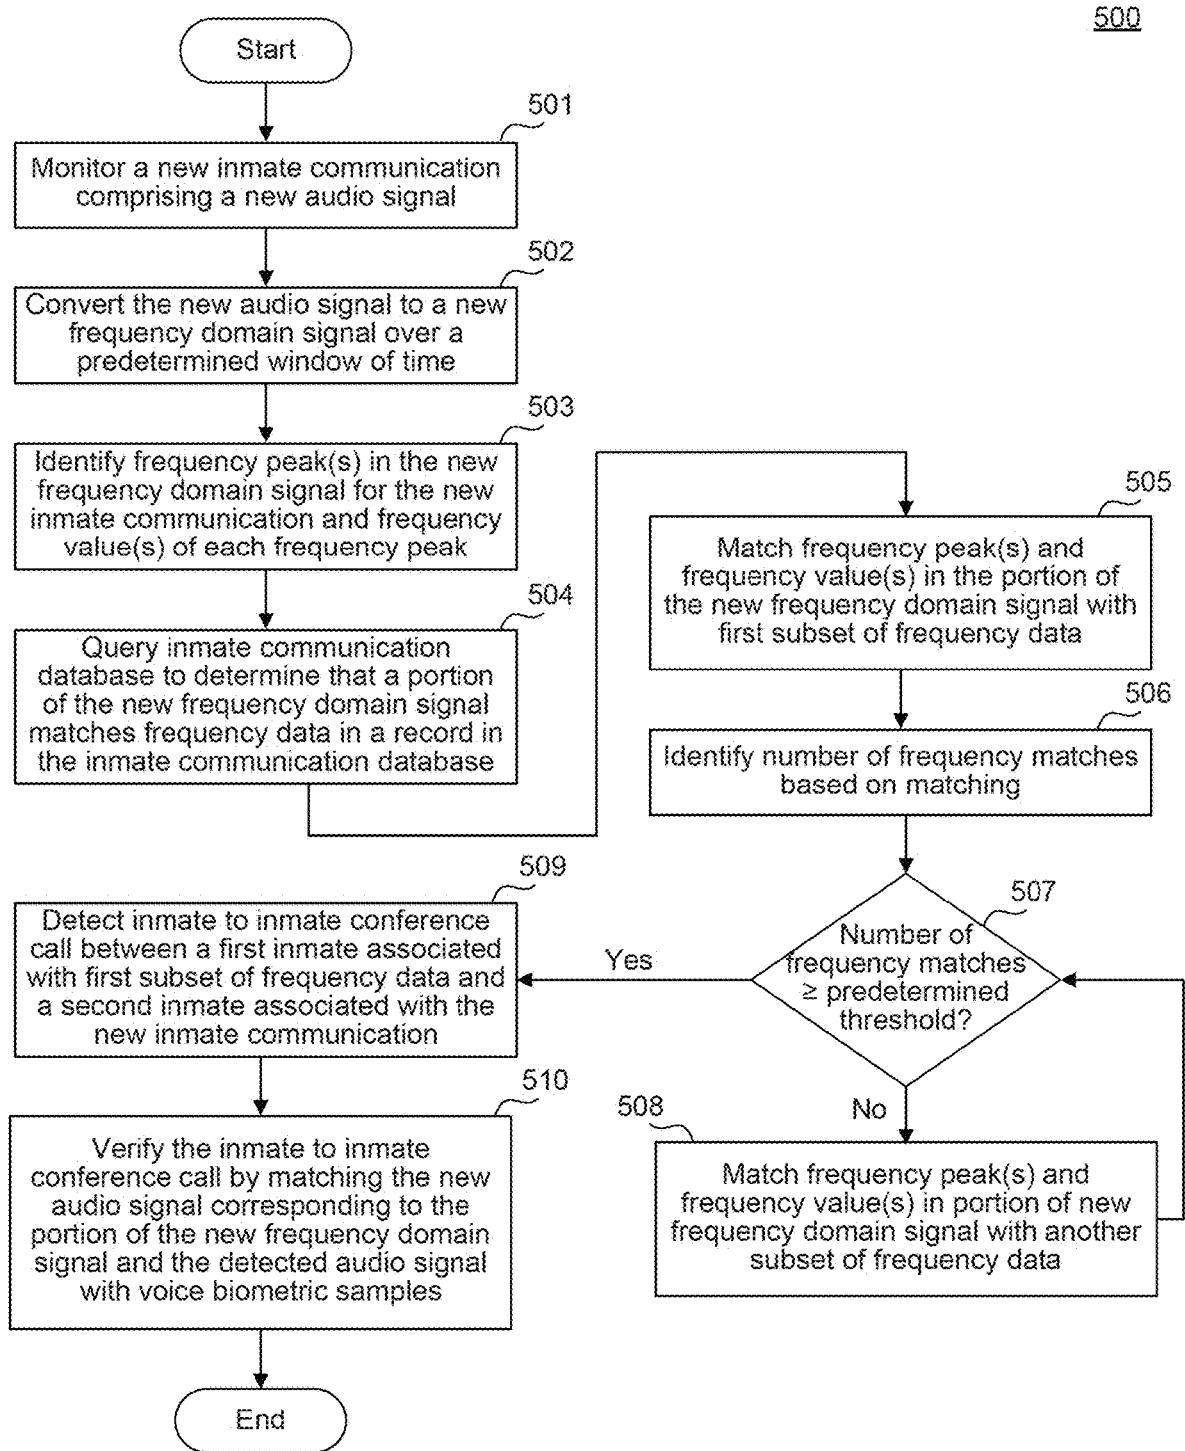 500
Start
501
Monitor a new inmate communication
comprising a new audio signal
502
Convert the new audio signal to a new
frequency domain signal over a
predetermined window of time
503
Identify frequency peak(s) in the new
frequency domain signal for the new
inmate communication and frequency
value(s) of each frequency peak
504
Query inmate communication
database to determine that a portion
of the new frequency domain signal
matches frequency data in a record in
the inmate communication database
505
Match frequency peak(s) and
frequency value(s) in the portion of
the new frequency domain signal with
first subset of frequency data
506
Identify number of frequency matches
based on matching
507
Number of
frequency matches
≥ predetermined
threshold?
Yes
No
508
Match frequency peak(s) and
frequency value(s) in portion of new
frequency domain signal with another
subset of frequency data
509
Detect inmate to inmate conference
call between a first inmate associated
with first subset of frequency data and
a second inmate associated with the
new inmate communication
510
Verify the inmate to inmate
conference call by matching the new
audio signal corresponding to the
portion of the new frequency domain
signal and the detected audio signal
with voice biometric samples
End